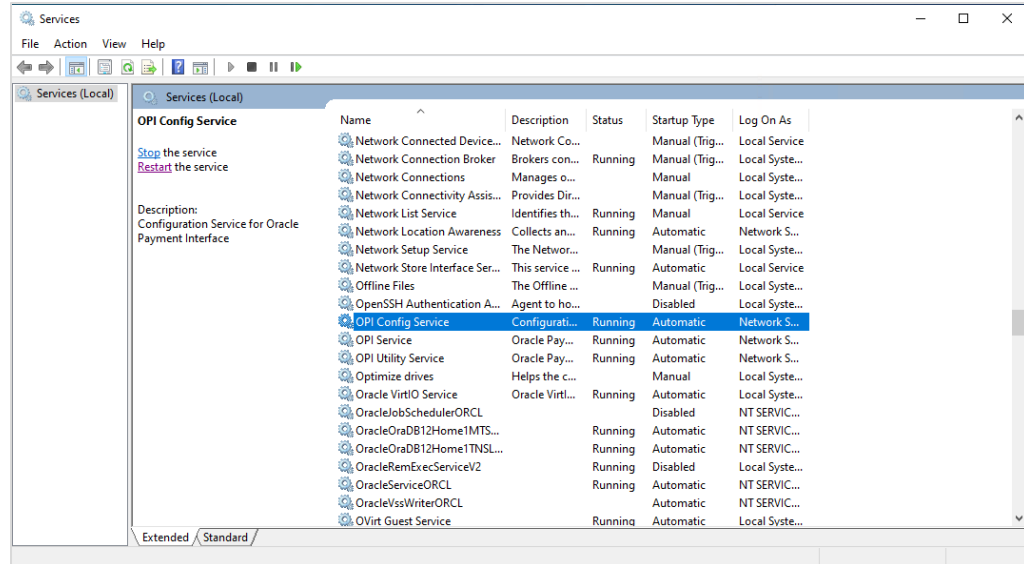 Services
File Action View Help
Services (Local)
Services (Local)
OPI Config Service
Stop the service
Restart the service
Description:
Configuration Service for Oracle
Payment Interface
Name Description Status Startup Type Log On As
Network Connected Device... Network Co... Manual (Trig... Local Service
Network Connection Broker Brokers con... Running Manual (Trig... Local Syste...
Network Connections Manages o... Manual Local Syste...
Network Connectivity Assis... Provides Dir... Manual (Trig... Local Syste...
Network List Service Identifies th... Running Manual Local Service
Network Location Awareness Collects an... Running Automatic Network S...
Network Setup Service The Networ... Manual (Trig... Local Syste...
Network Store Interface Ser... This service ... Running Automatic Local Service
Offline Files The Offline ... Manual (Trig... Local Syste...
OpenSSH Authentication A... Agent to ho... Disabled Local Syste...
OPI Config Service Configurati... Running Automatic Network S...
OPI Service Oracle Pay... Running Automatic Network S...
OPI Utility Service Oracle Pay... Running Automatic Network S...
Optimize drives Helps the c... Manual Local Syste...
Oracle VirtIO Service Oracle VirtI... Running Automatic Local Syste...
OracleJobSchedulerORCL Disabled NT SERVIC...
OracleOraDB12Home1MTS... Running Automatic NT SERVIC...
OracleOraDB12Home1TNSL... Running Automatic NT SERVIC...
OracleRemExecServiceV2 Running Disabled Local Syste...
OracleServiceORCL Running Automatic NT SERVIC...
OracleVssWriterORCL Automatic NT SERVIC...
OVirt Guest Service Running Automatic Local Syste...
Extended Standard